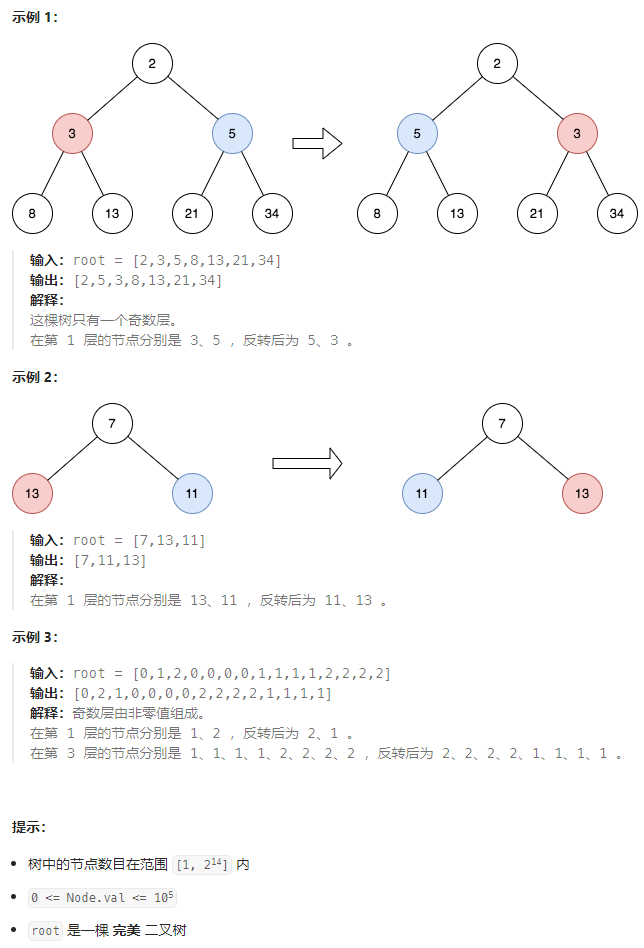 示例 1：
2 2
3 5 5 3
8 13 21 34 8 13 21 34
输入：root = [2,3,5,8,13,21,34]
输出：[2,5,3,8,13,21,34]
解释：
这棵树只有一个奇数层。
在第 1 层的节点分别是 3、5 ，反转后为 5、3 。
示例 2：
7 7
13 11 11 13
输入：root = [7,13,11]
输出：[7,11,13]
解释：
在第 1 层的节点分别是 13、11 ，反转后为 11、13 。
示例 3：
输入：root = [0,1,2,0,0,0,0,1,1,1,1,2,2,2,2]
输出：[0,2,1,0,0,0,0,2,2,2,2,1,1,1,1]
解释：奇数层由非零值组成。
在第 1 层的节点分别是 1、2 ，反转后为 2、1 。
在第 3 层的节点分别是 1、1、1、1、2、2、2、2 ，反转后为 2、2、2、2、1、1、1、1 。
提示：
• 树中的节点数目在范围 [1, 2¹⁴] 内
• 0 <= Node.val <= 10⁵
• root 是一棵 完美 二叉树